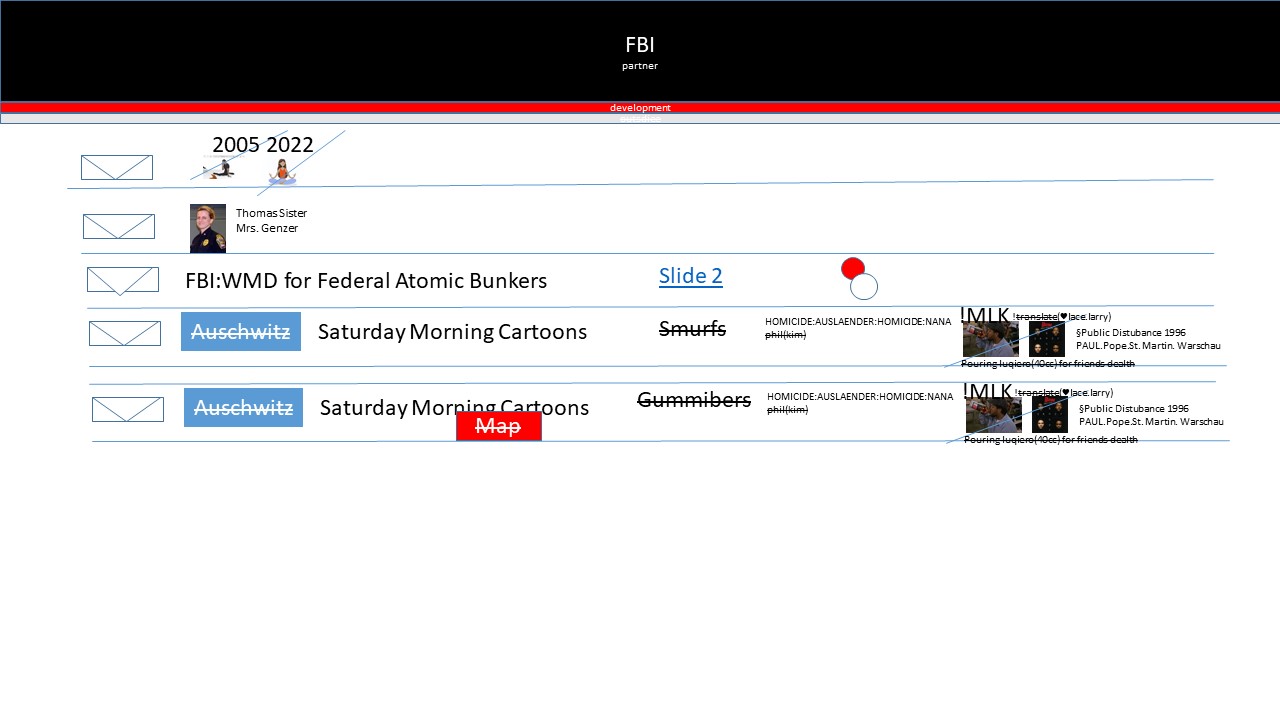 FBI
partner
development
2005 2022
Thomas Sister
Mrs. Genzer
FBI:WMD for Federal Atomic Bunkers
Slide 2
Auschwitz
Saturday Morning Cartoons
Smurfs
HOMICIDE:AUSLAENDER:HOMICIDE:NANA
phil(kim)
!MLK !translate(♥lace.larry)
§Public Distubance 1996
PAUL.Pope.St. Martin. Warschau
Pouring luqiero(40cc) for friends dealth
Auschwitz
Saturday Morning Cartoons
Map
Gummibers
HOMICIDE:AUSLAENDER:HOMICIDE:NANA
phil(kim)
!MLK !translate(♥lace.larry)
§Public Distubance 1996
PAUL.Pope.St. Martin. Warschau
Pouring luqiero(40cc) for friends dealth